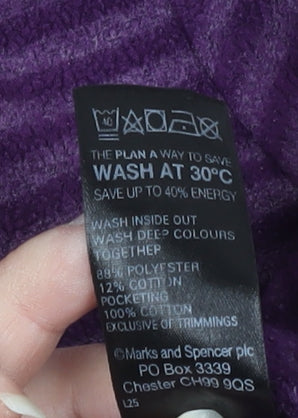 40
THE PLAN A WAY TO SAVE
WASH AT 30°C
SAVE UP TO 40% ENERGY
WASH INSIDE OUT
WASH DEEP COLOURS
TOGETHER
88% POLYESTER
12% COTTON
POCKETING
100% COTTON
EXCLUSIVE OF TRIMMINGS
©Marks and Spencer plc
PO Box 3339
Chester CH99 9QS
L25